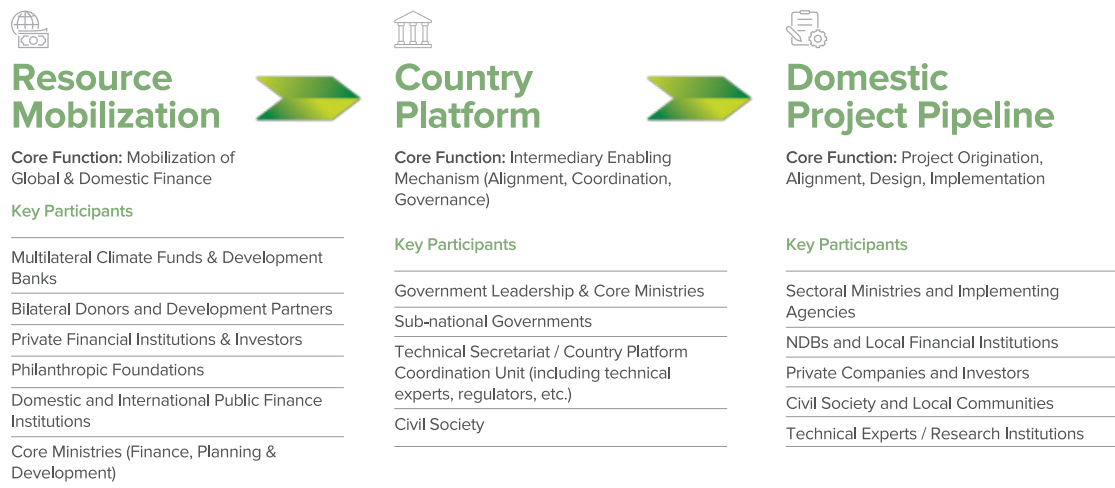 Resource
Mobilization
Core Function: Mobilization of
Global & Domestic Finance
Key Participants
Multilateral Climate Funds & Development
Banks
Bilateral Donors and Development Partners
Private Financial Institutions & Investors
Philanthropic Foundations
Domestic and International Public Finance
Institutions
Core Ministries (Finance, Planning &
Development)
Country
Platform
Core Function: Intermediary Enabling
Mechanism (Alignment, Coordination,
Governance)
Key Participants
Government Leadership & Core Ministries
Sub-national Governments
Technical Secretariat / Country Platform
Coordination Unit (including technical
experts, regulators, etc.)
Civil Society
Domestic
Project Pipeline
Core Function: Project Origination,
Alignment, Design, Implementation
Key Participants
Sectoral Ministries and Implementing
Agencies
NDBs and Local Financial Institutions
Private Companies and Investors
Civil Society and Local Communities
Technical Experts / Research Institutions